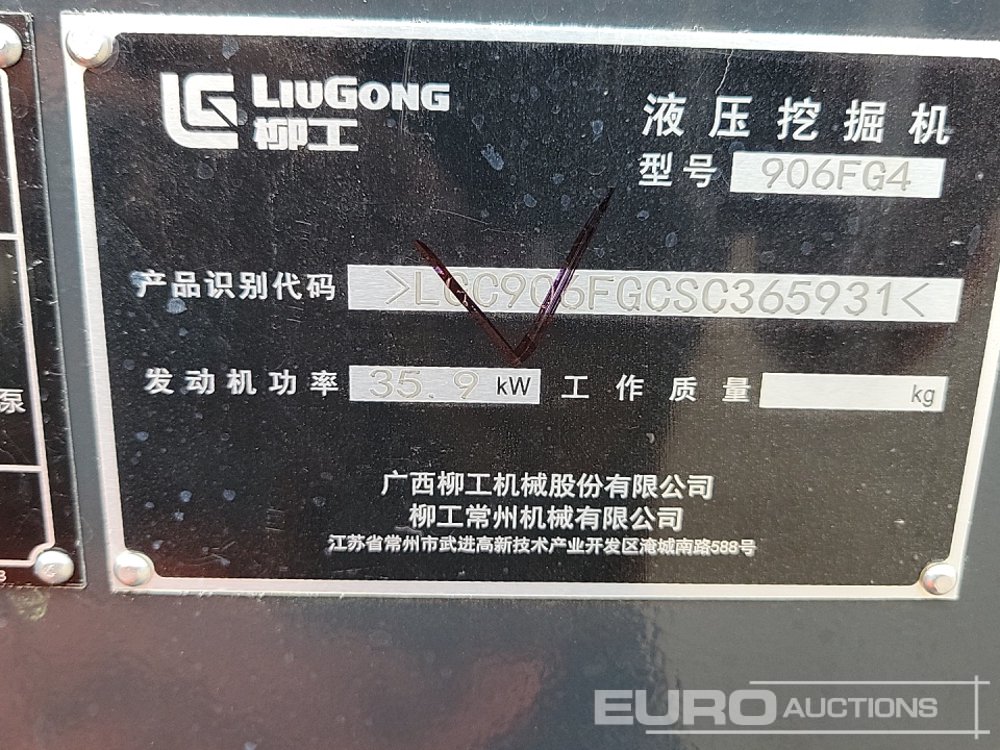 LIUGONG
柳工
液压挖掘机
型号 906FG4
产品识别代码 >LGC906FGCSC365931<
发动机功率 35.9 kW 工作质量 kg
广西柳工机械股份有限公司
柳工常州机械有限公司
江苏省常州市武进高新技术产业开发区淹城南路588号
泵
EURO AUCTIONS